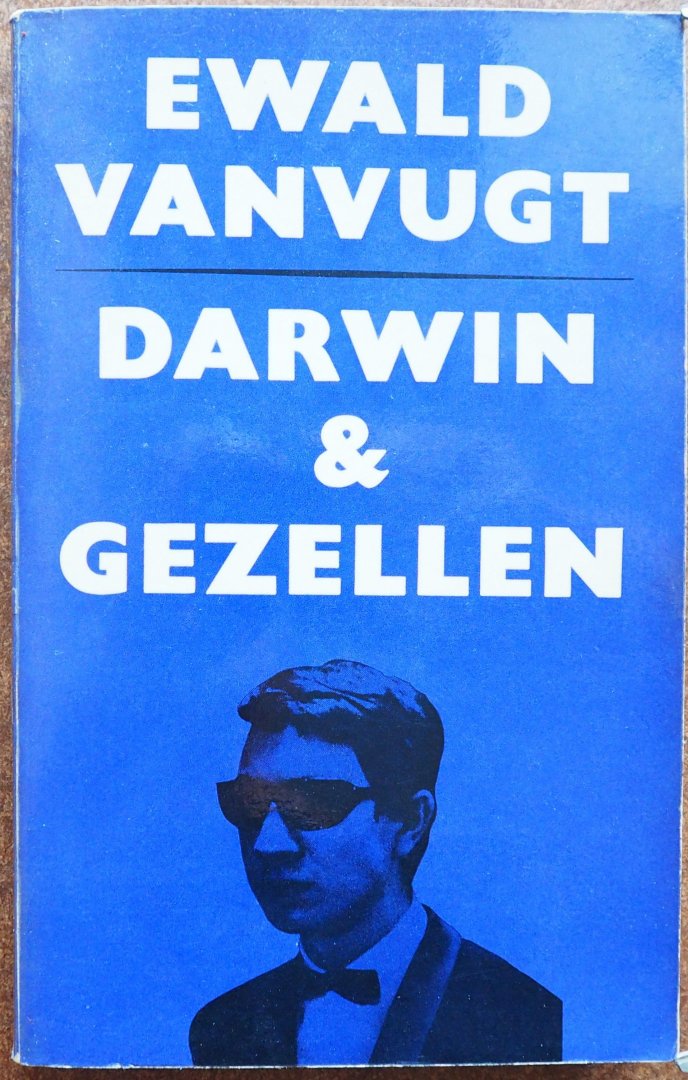 EWALD
VANVUGT
DARWIN
&
GEZELLEN